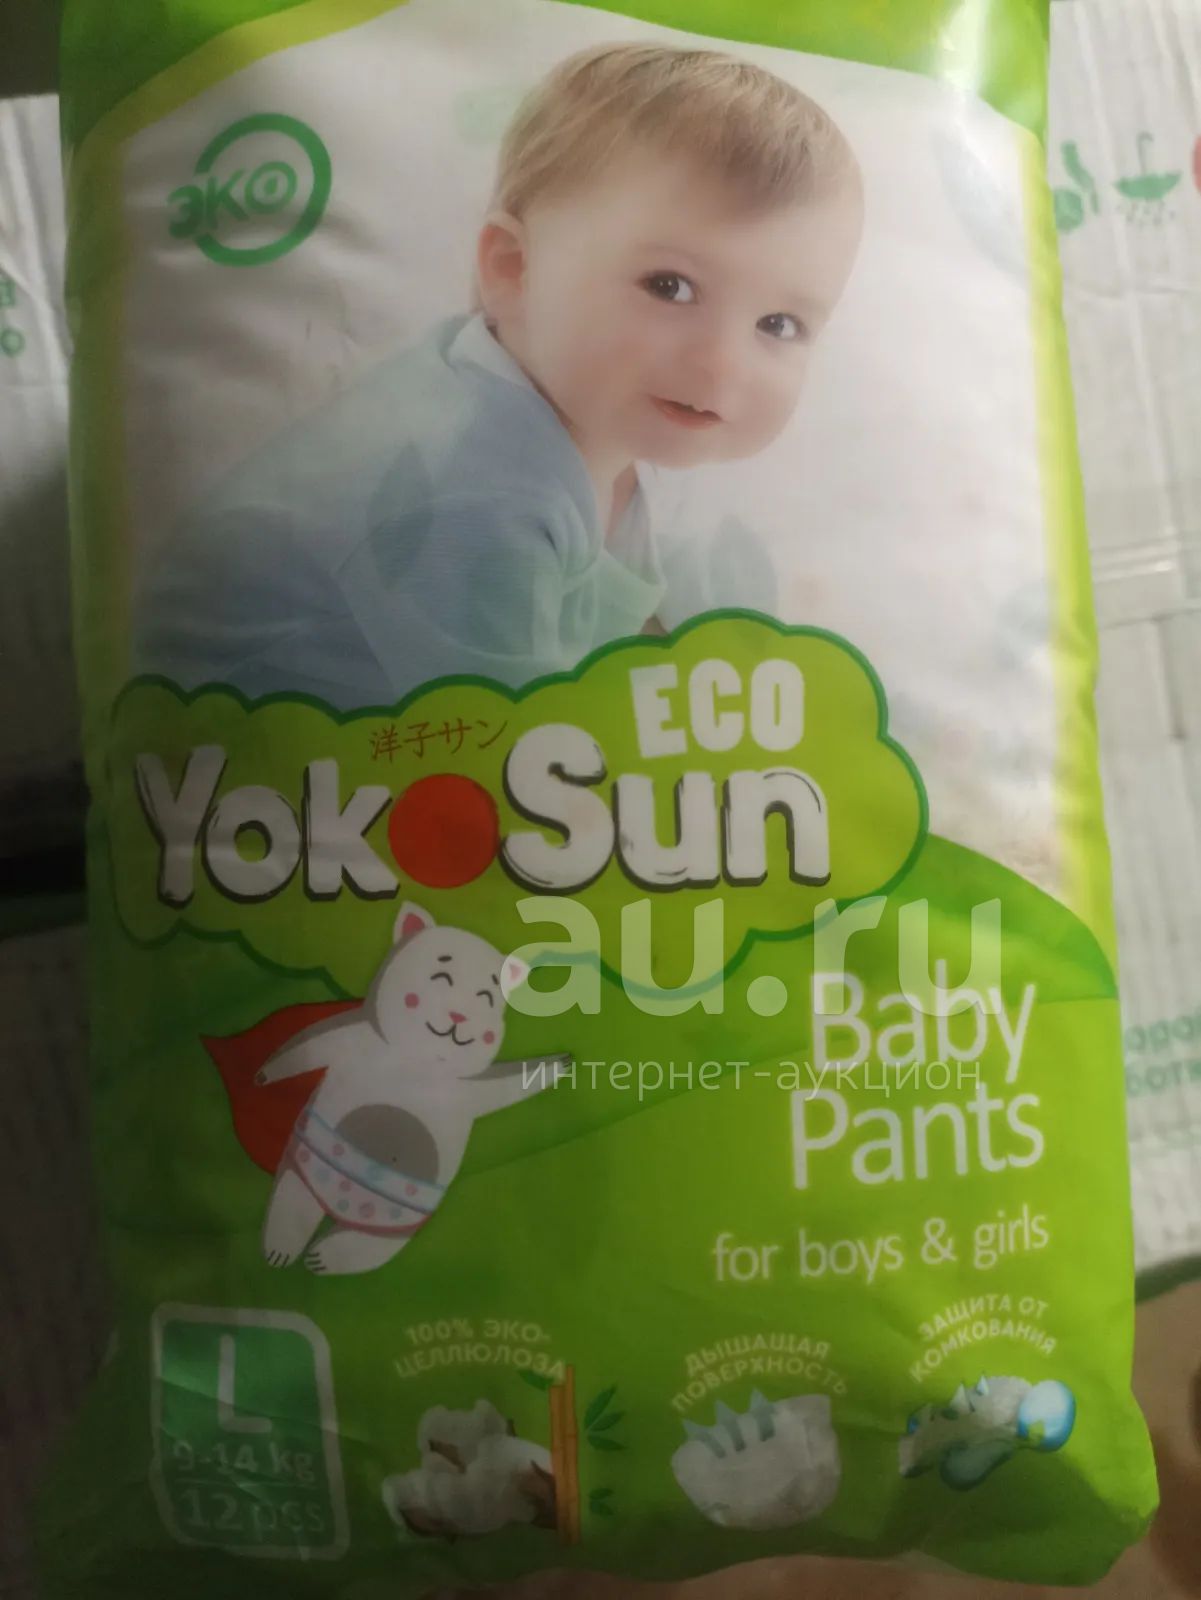 ЭКО
ECO
洋子サン
YokoSun
au.ru
интернет-аукцион
Baby
Pants
for boys & girls
L
9-14 kg
12 pcs
100% ЭКО-
ЦЕЛЛЮЛОЗА
ДЫШАЩАЯ
ПОВЕРХНОСТЬ
ЗАЩИТА ОТ
КОМКОВАНИЯ